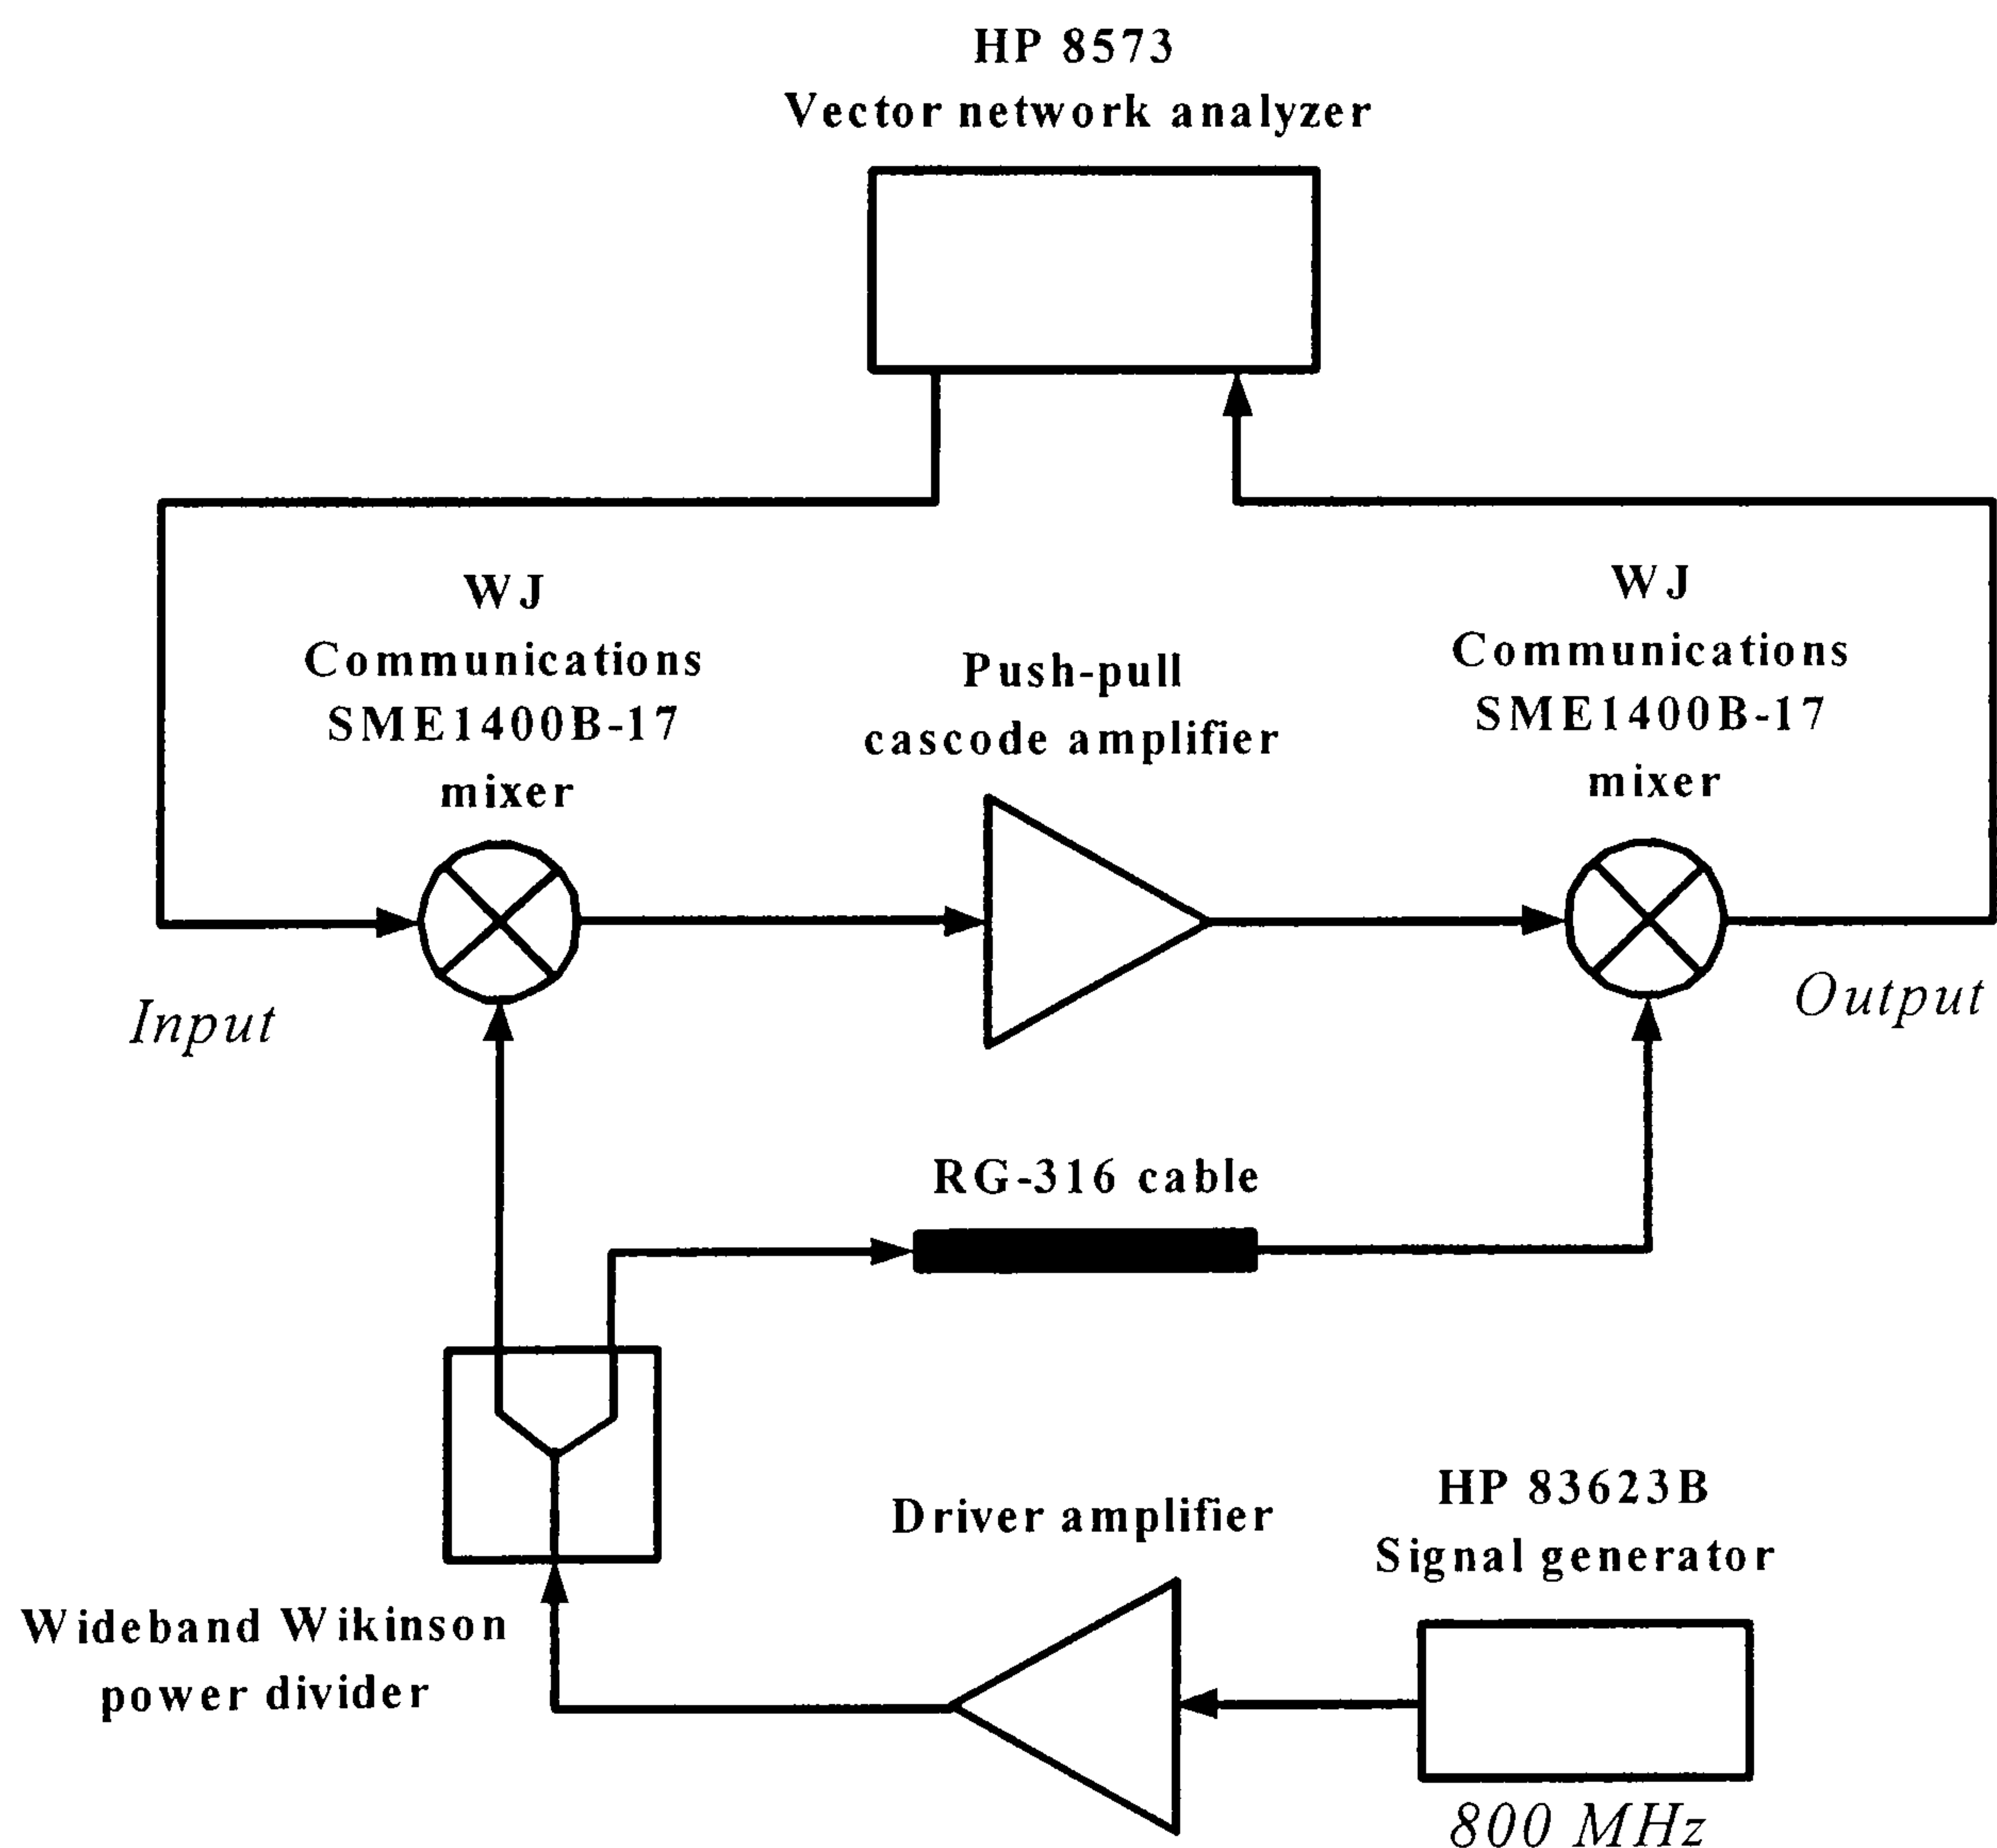 HP 8573
Vector network analyzer
WJ
Communications
SME1400B-17
mixer
Push-pull
cascode amplifier
WJ
Communications
SME1400B-17
mixer
Input
Output
RG-316 cable
Driver amplifier
HP 83623B
Signal generator
Wideband Wikinson
power divider
800 MHz